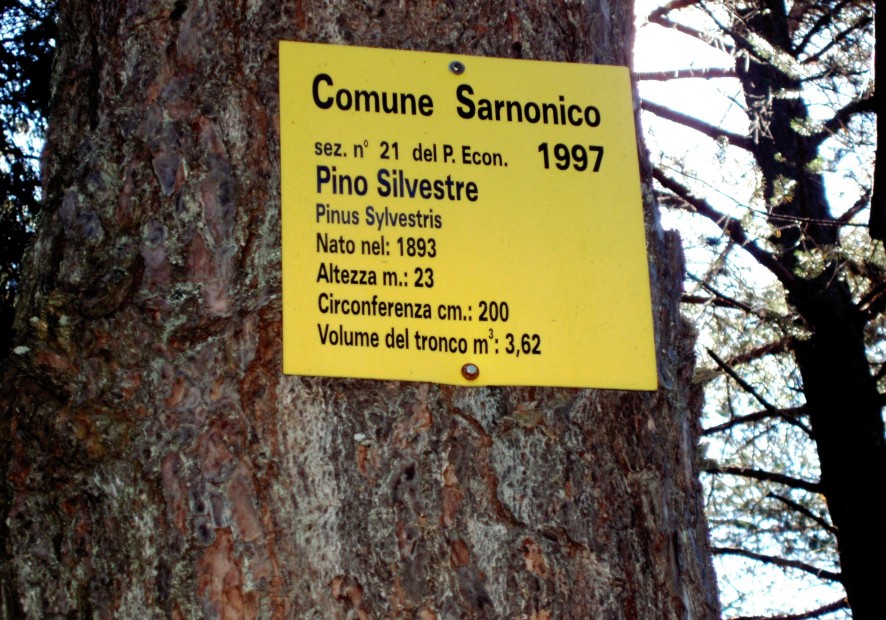 Comune Sarnonico
sez. n° 21 del P. Econ. 1997
Pino Silvestre
Pinus Sylvestris
Nato nel: 1893
Altezza m.: 23
Circonferenza cm.: 200
Volume del tronco m³: 3,62